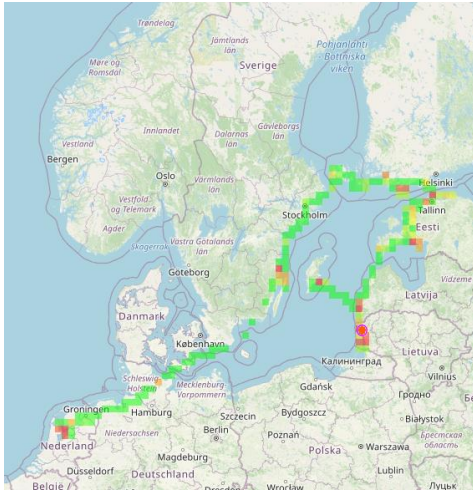 Trøndelag
Jämtlands
län
Pohjanlahti
- Bottniska
viken
Møre og
Romsdal
Sverige
Innlandet
Dalarnas
län
Gävleborgs
län
Vestland
Bergen
Oslo
Värmlands
län
Helsinki
Vestfold
og Telemark
Stockholm
Tallinn
Agder
Eesti
Västra Götalands
län
Skagerrak
Göteborg
Vidzeme
Latvija
Danmark
København
Lietuva
Калининград
Schleswig-
Holstein
Mecklenburg-
Vorpommern
Gdańsk
Vilnius
Гродно
Groningen
Hamburg
Szczecin
Bydgoszcz
Białystok
Брестская
область
Nederland
Niedersachsen
Berlin
Poznań
Warszawa
Magdeburg
Polska
Düsseldorf
Deutschland
Lublin
België
Dresden
Wrocław
Луцьк